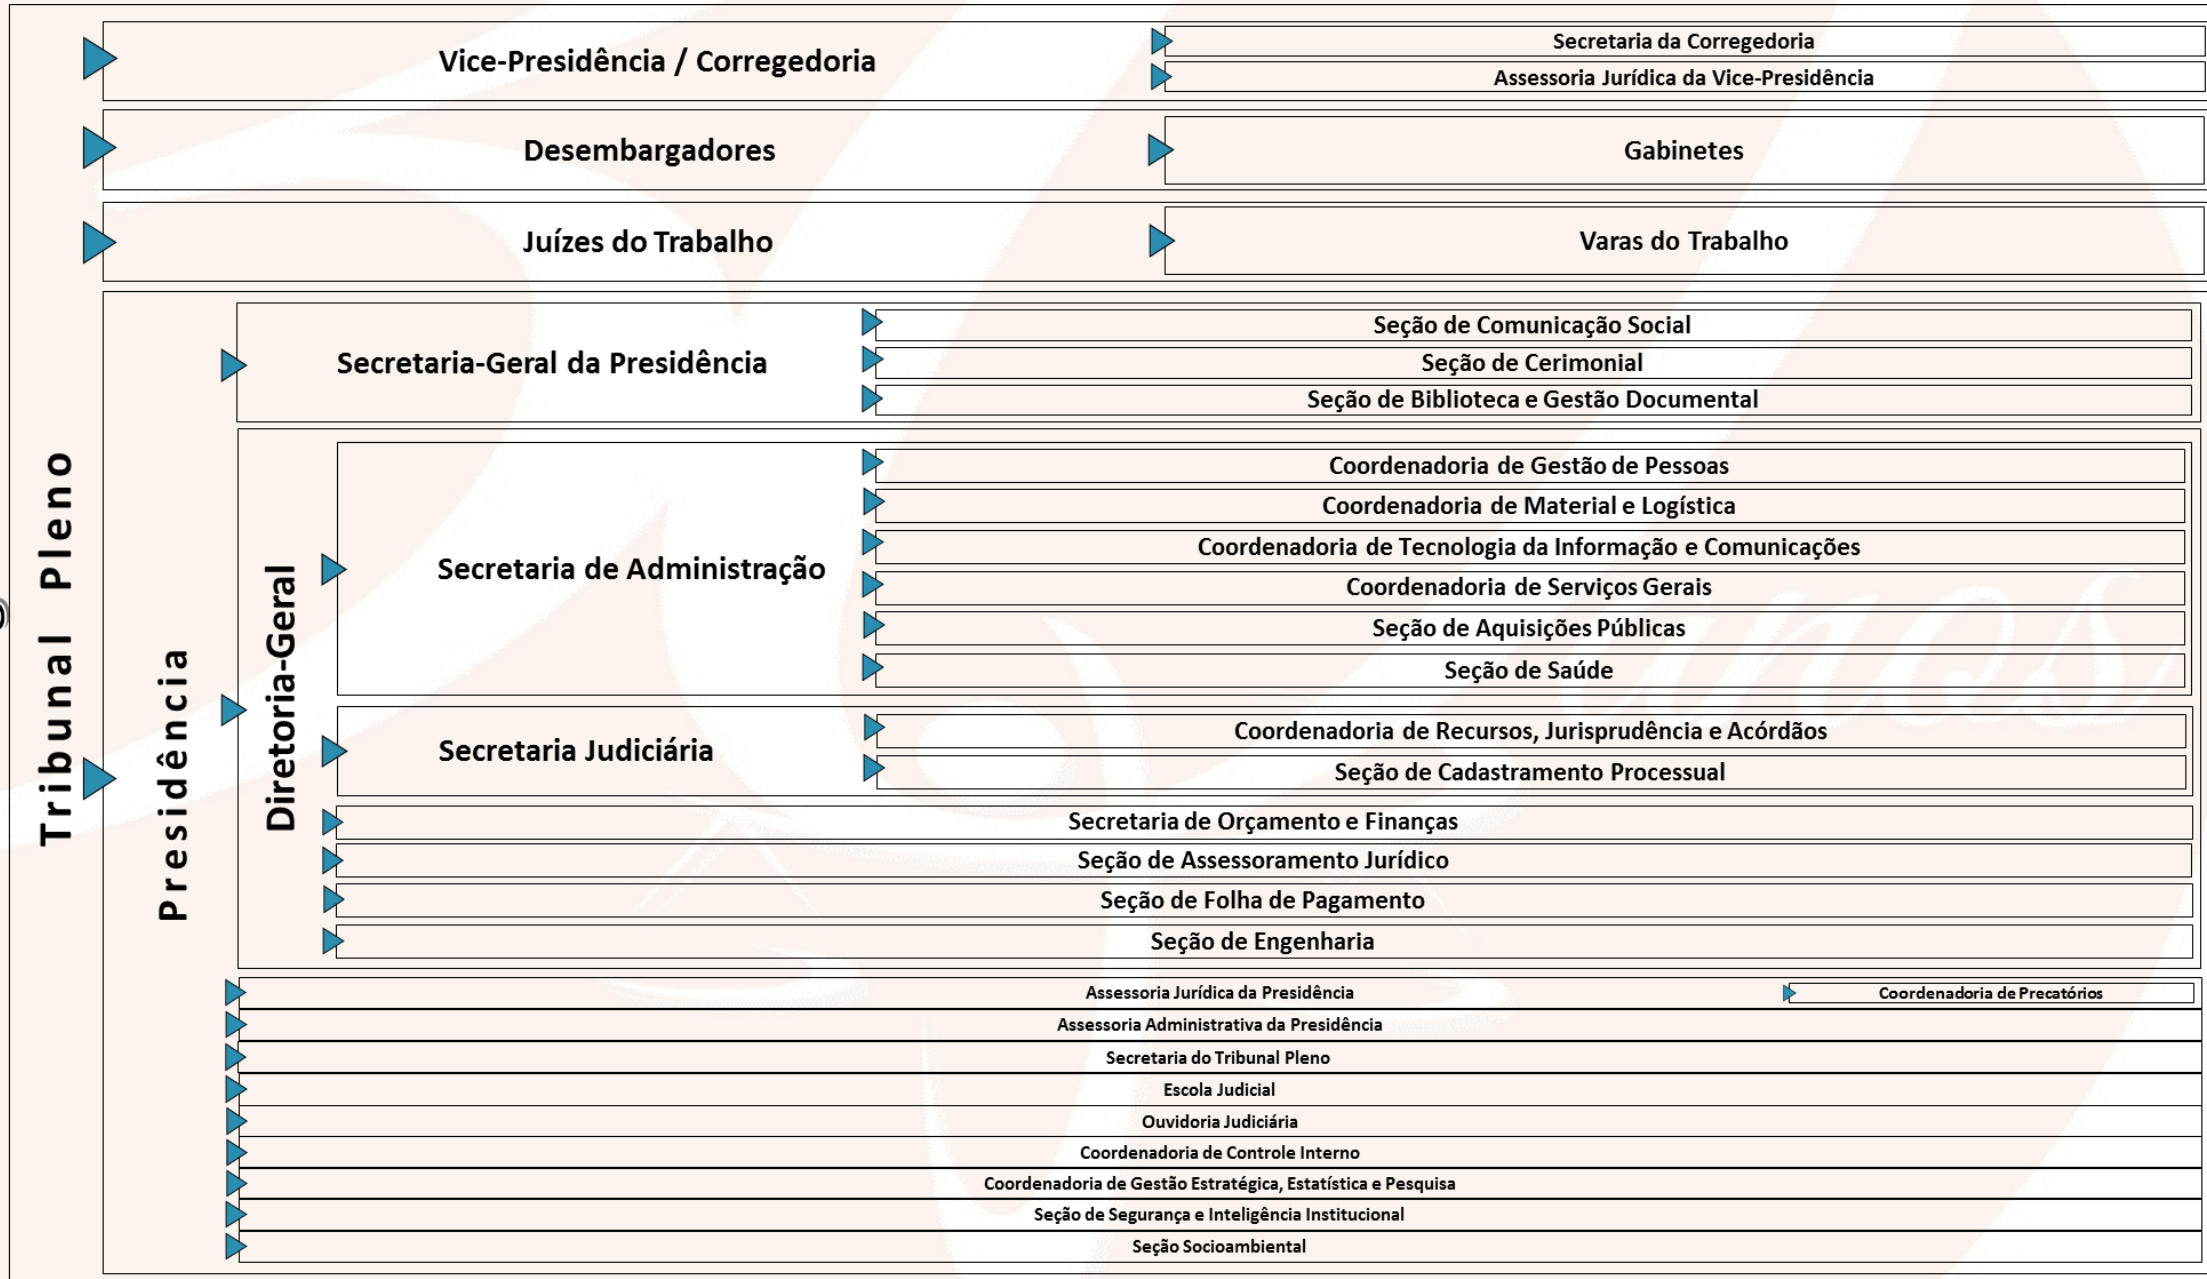 Vice-Presidência / Corregedoria
Secretaria da Corregedoria
Assessoria Jurídica da Vice-Presidência
Desembargadores
Gabinetes
Juízes do Trabalho
Varas do Trabalho
Tribunal Pleno
Presidência
Secretaria-Geral da Presidência
Seção de Comunicação Social
Seção de Cerimonial
Seção de Biblioteca e Gestão Documental
Diretoria-Geral
Secretaria de Administração
Coordenadoria de Gestão de Pessoas
Coordenadoria de Material e Logística
Coordenadoria de Tecnologia da Informação e Comunicações
Coordenadoria de Serviços Gerais
Seção de Aquisições Públicas
Seção de Saúde
Secretaria Judiciária
Coordenadoria de Recursos, Jurisprudência e Acórdãos
Seção de Cadastramento Processual
Secretaria de Orçamento e Finanças
Seção de Assessoramento Jurídico
Seção de Folha de Pagamento
Seção de Engenharia
Assessoria Jurídica da Presidência
Coordenadoria de Precatórios
Assessoria Administrativa da Presidência
Secretaria do Tribunal Pleno
Escola Judicial
Ouvidoria Judiciária
Coordenadoria de Controle Interno
Coordenadoria de Gestão Estratégica, Estatística e Pesquisa
Seção de Segurança e Inteligência Institucional
Seção Socioambiental
anos